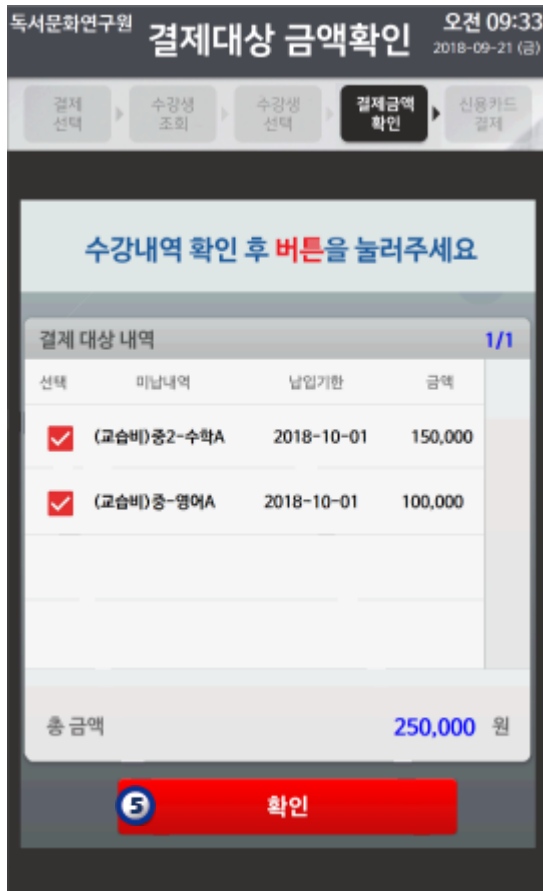 독서문화연구원
결제대상 금액확인
오전 09:33
2018-09-21 (금)
결제
선택
수강생
조회
수강생
선택
결제금액
확인
신용카드
결제
수강내역 확인 후 버튼을 눌러주세요
결제 대상 내역 1/1
선택 미납내역 납입기한 금액
(교습비)중2-수학A 2018-10-01 150,000
(교습비)중-영어A 2018-10-01 100,000
총 금액 250,000 원
5 확인